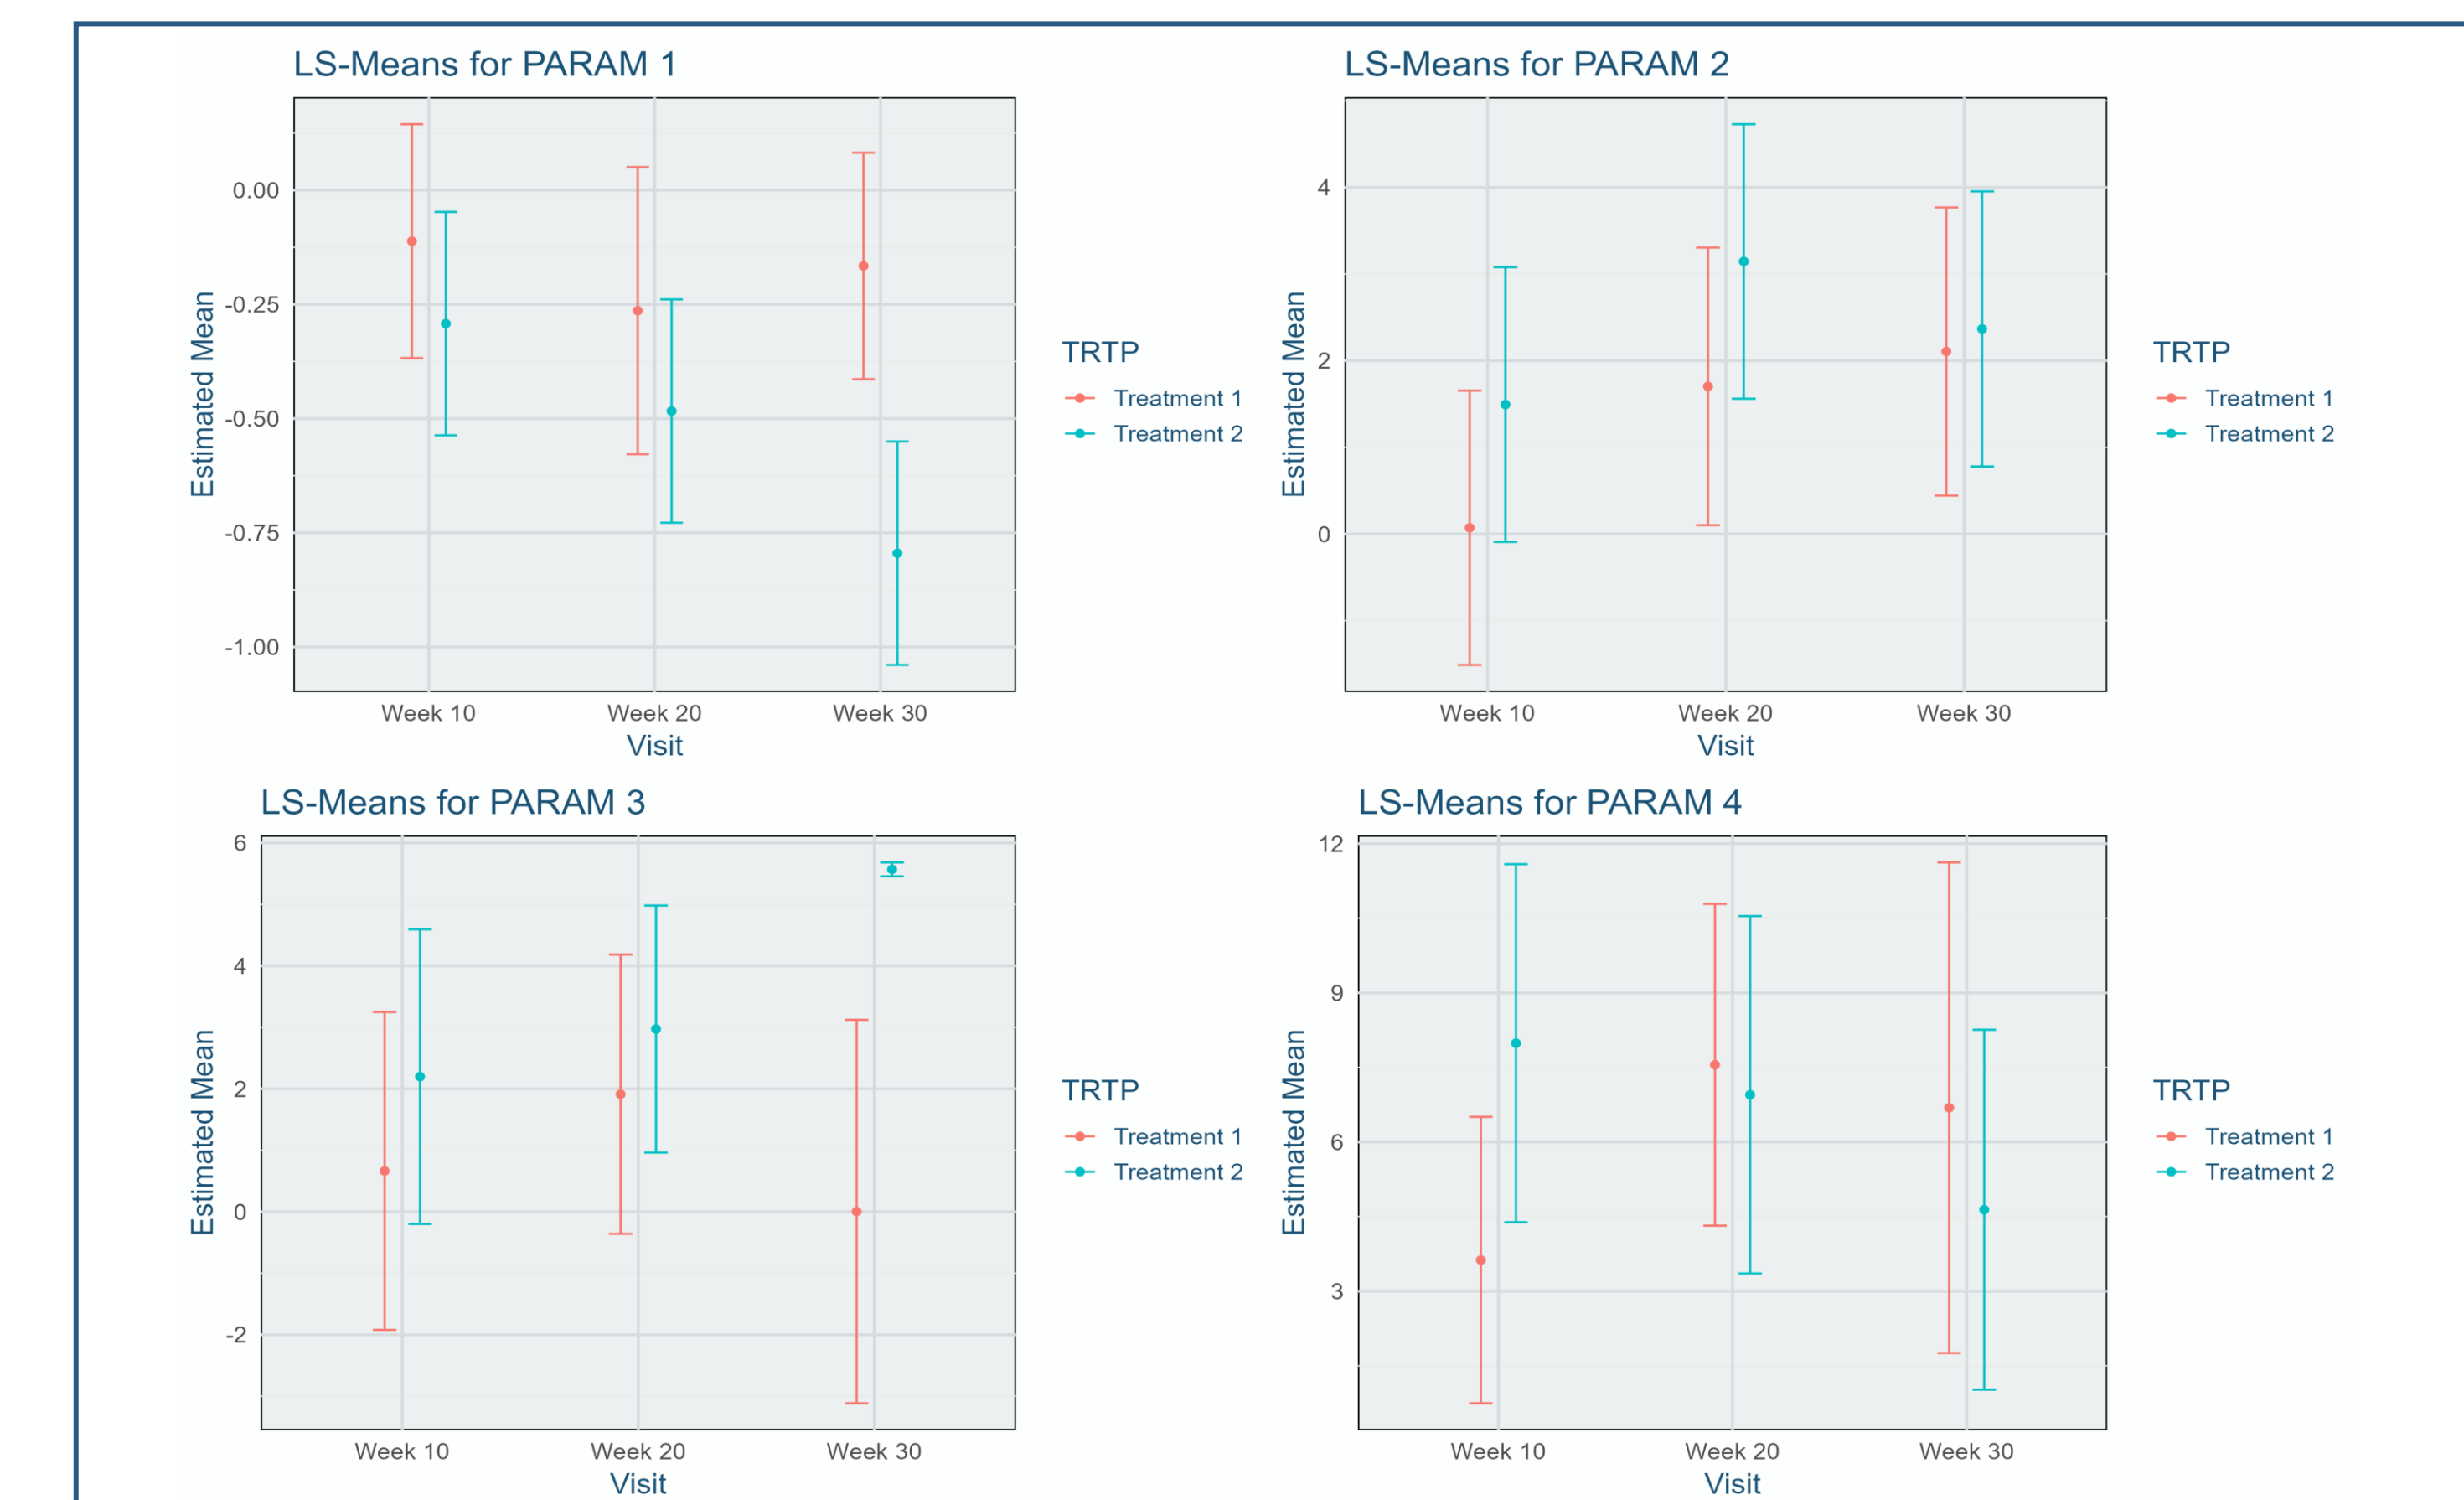 LS-Means for PARAM 1
0.00
-0.25
-0.50
-0.75
-1.00
Estimated Mean
Week 10
Week 20
Week 30
Visit
TRTP
Treatment 1
Treatment 2
LS-Means for PARAM 2
4
2
0
Estimated Mean
Week 10
Week 20
Week 30
Visit
TRTP
Treatment 1
Treatment 2
LS-Means for PARAM 3
6
4
2
0
-2
Estimated Mean
Week 10
Week 20
Week 30
Visit
TRTP
Treatment 1
Treatment 2
LS-Means for PARAM 4
12
9
6
3
Estimated Mean
Week 10
Week 20
Week 30
Visit
TRTP
Treatment 1
Treatment 2